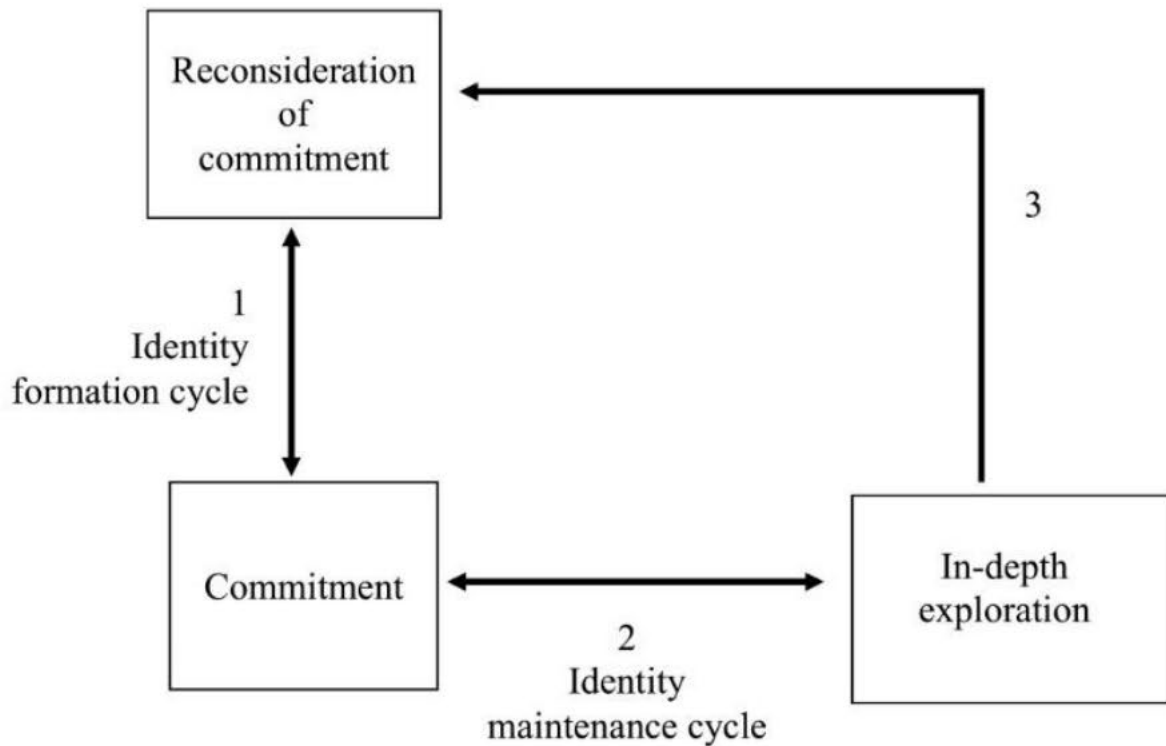 Reconsideration
of
commitment
3
1
Identity
formation cycle
Commitment
In-depth
exploration
2
Identity
maintenance cycle